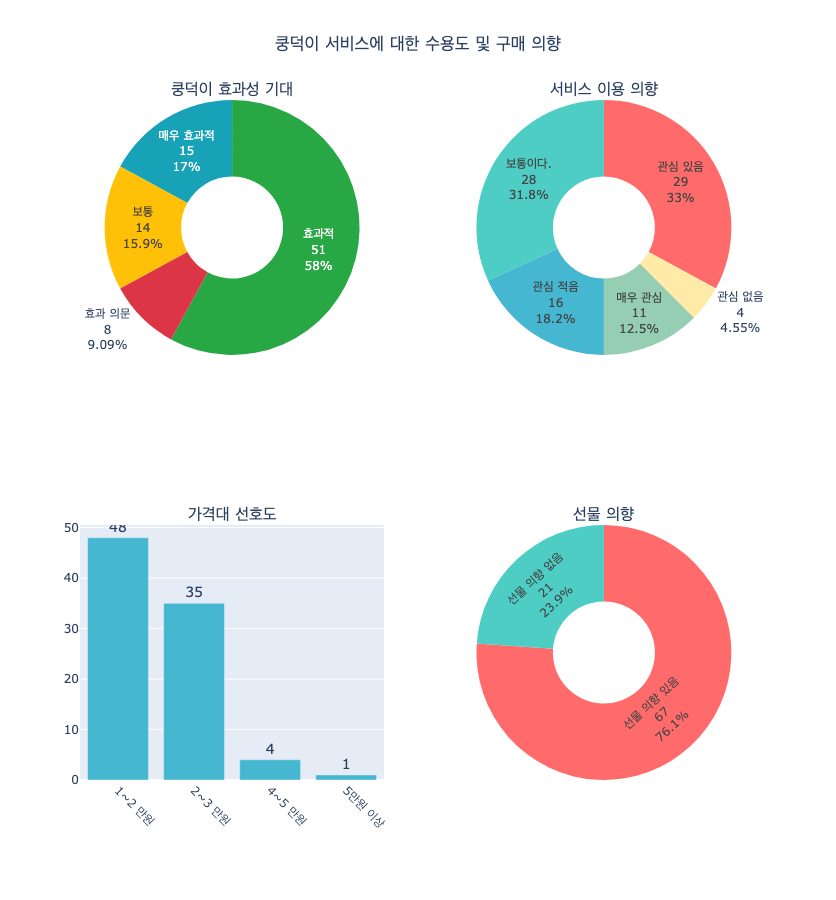 쿵덕이 서비스에 대한 수용도 및 구매 의향
쿵덕이 효과성 기대
매우 효과적
15
17%
보통
14
15.9%
효과적
51
58%
효과 의문
8
9.09%
서비스 이용 의향
보통이다.
28
31.8%
관심 있음
29
33%
관심 적음
16
18.2%
매우 관심
11
12.5%
관심 없음
4
4.55%
가격대 선호도
50
40
30
20
10
0
48
35
4
1
1~2 만원
2~3 만원
4~5 만원
5만원 이상
선물 의향
선물 의향 없음
21
23.9%
선물 의향 있음
67
76.1%